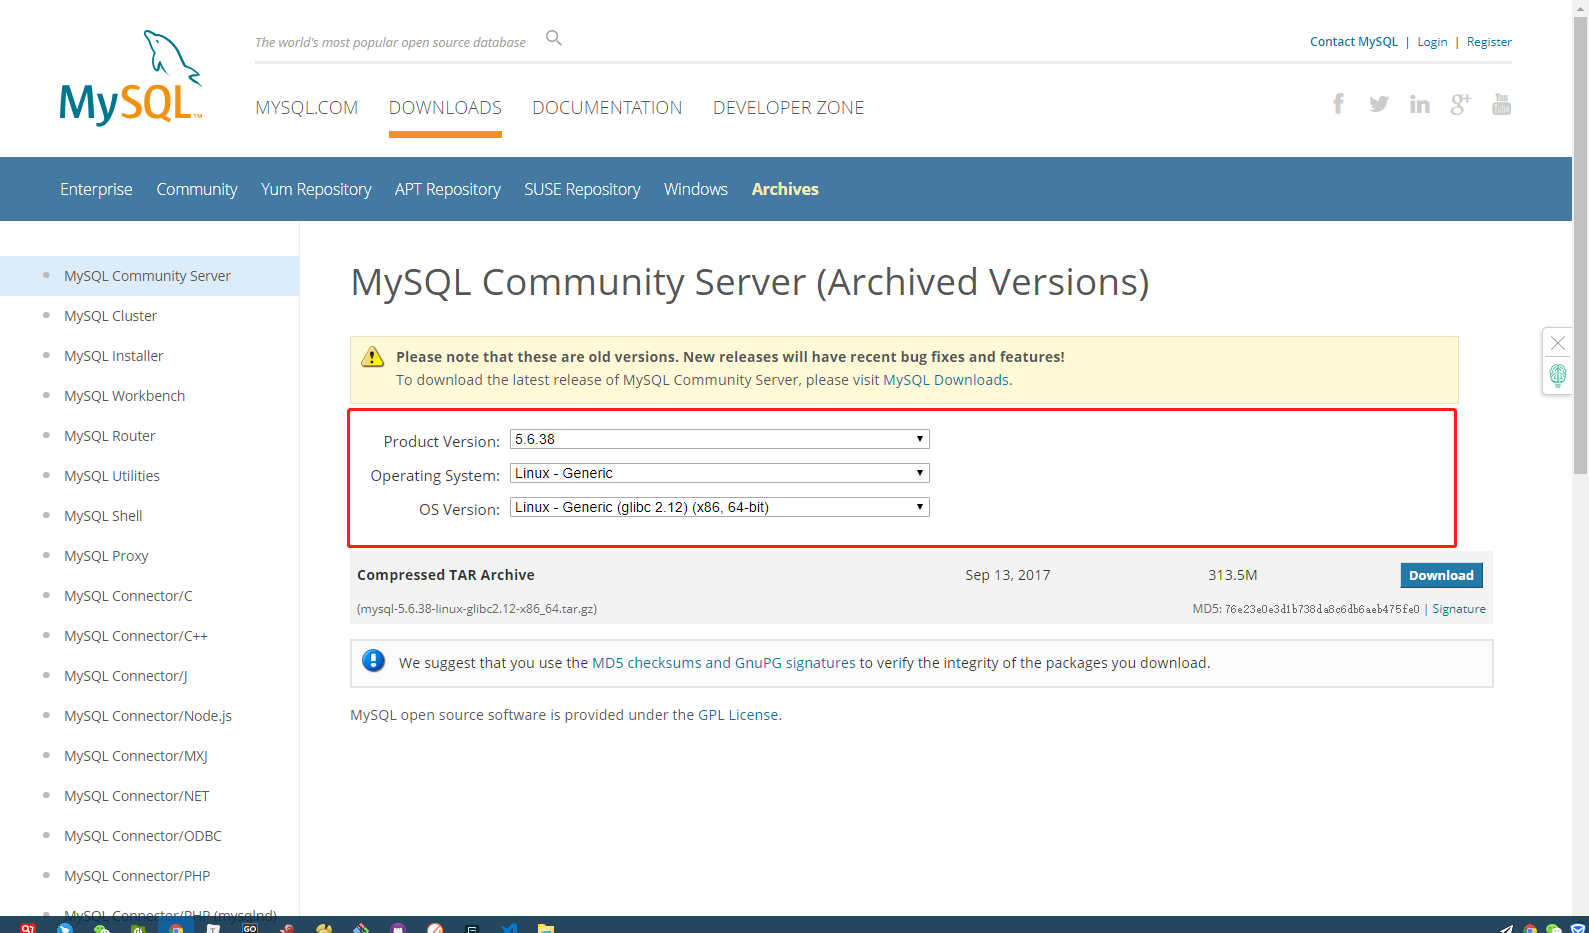 MySQL™
The world's most popular open source database
Contact MySQL | Login | Register
MYSQL.COM DOWNLOADS DOCUMENTATION DEVELOPER ZONE
Enterprise Community Yum Repository APT Repository SUSE Repository Windows Archives
MySQL Community Server
MySQL Cluster
MySQL Installer
MySQL Workbench
MySQL Router
MySQL Utilities
MySQL Shell
MySQL Proxy
MySQL Connector/C
MySQL Connector/C++
MySQL Connector/J
MySQL Connector/Node.js
MySQL Connector/MXJ
MySQL Connector/NET
MySQL Connector/ODBC
MySQL Connector/PHP
MySQL Connector/PHP (mysqlnd)
MySQL Community Server (Archived Versions)
Please note that these are old versions. New releases will have recent bug fixes and features!
To download the latest release of MySQL Community Server, please visit MySQL Downloads.
Product Version: 5.6.38
Operating System: Linux - Generic
OS Version: Linux - Generic (glibc 2.12) (x86, 64-bit)
Compressed TAR Archive Sep 13, 2017 313.5M Download
(mysql-5.6.38-linux-glibc2.12-x86_64.tar.gz) MD5: 76e23e0e3d1b738da8c6db6aeb475fe0 | Signature
We suggest that you use the MD5 checksums and GnuPG signatures to verify the integrity of the packages you download.
MySQL open source software is provided under the GPL License.